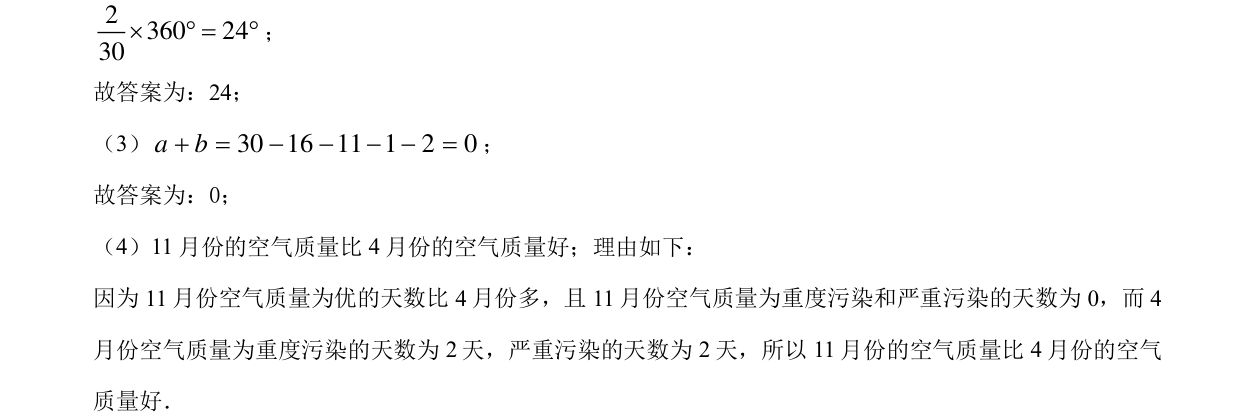 2/30 ×360° = 24°；
故答案为：24；
（3）a + b = 30 − 16 − 11 − 1 − 2 = 0；
故答案为：0；
（4）11 月份的空气质量比 4 月份的空气质量好；理由如下：
因为 11 月份空气质量为优的天数比 4 月份多，且 11 月份空气质量为重度污染和严重污染的天数为 0，而 4
月份空气质量为重度污染的天数为 2 天，严重污染的天数为 2 天，所以 11 月份的空气质量比 4 月份的空气
质量好．